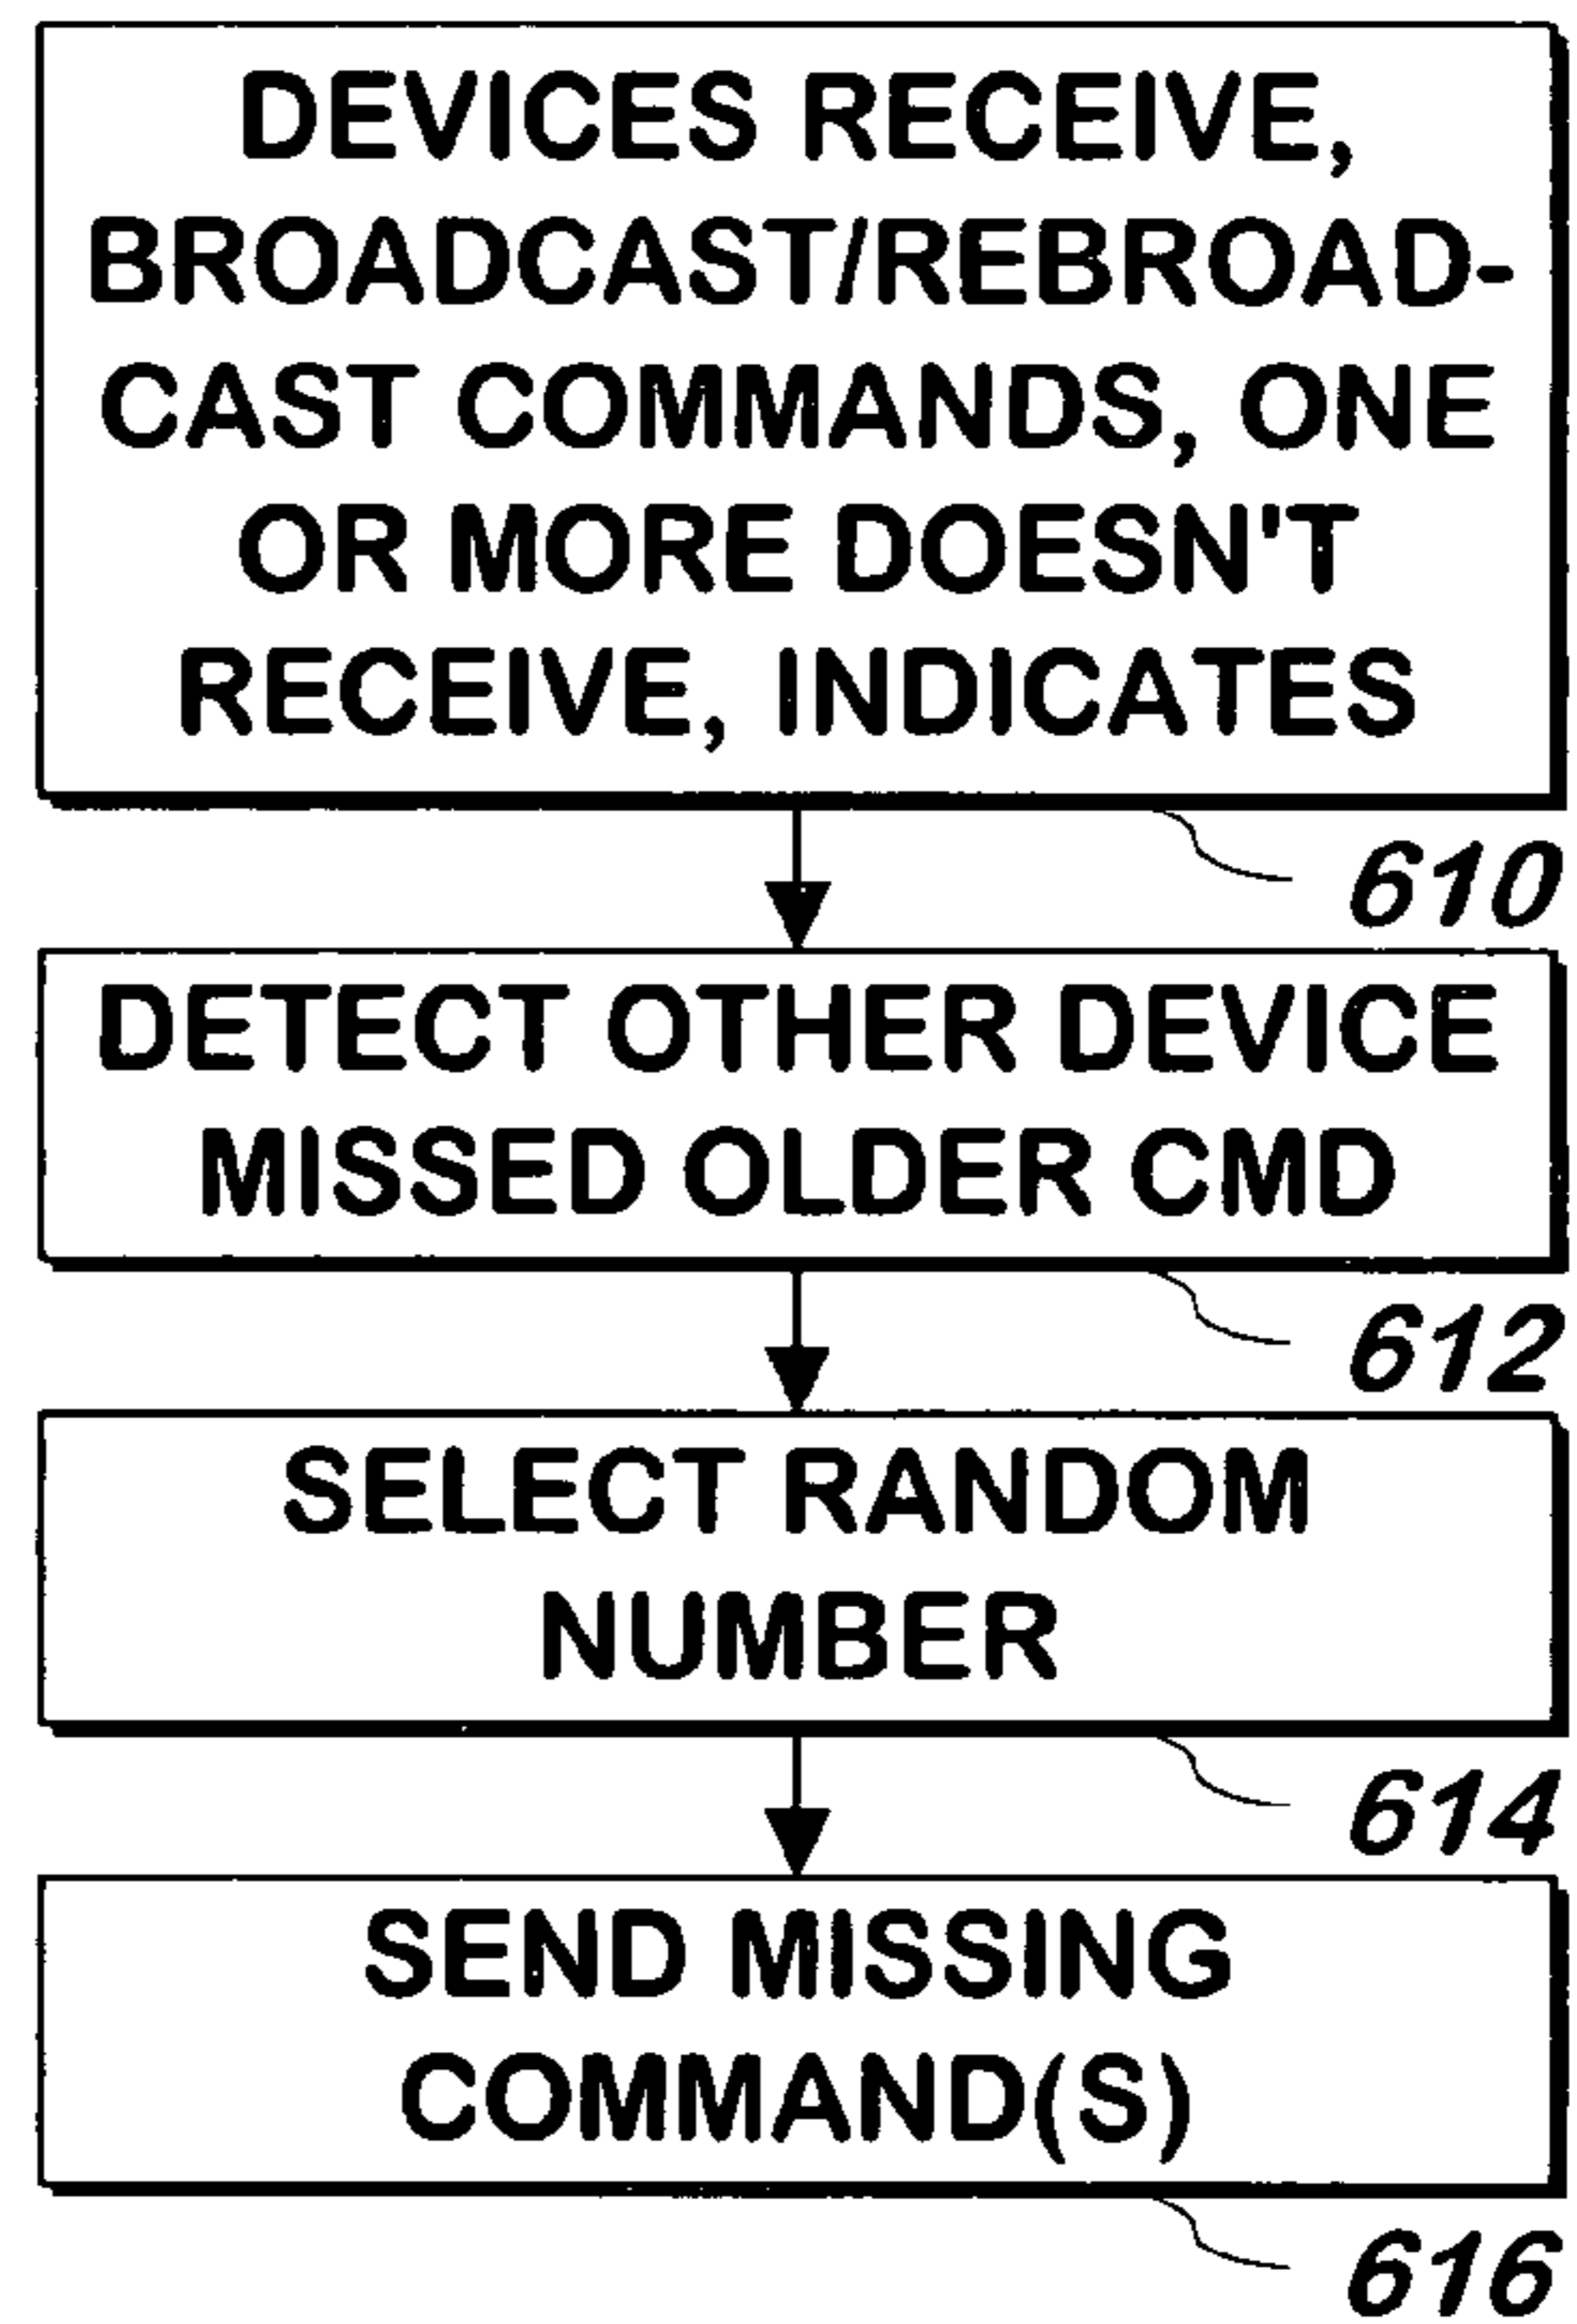 DEVICES RECEIVE,
BROADCAST/REBROAD-
CAST COMMANDS, ONE
OR MORE DOESN'T
RECEIVE, INDICATES
610
DETECT OTHER DEVICE
MISSED OLDER CMD
612
SELECT RANDOM
NUMBER
614
SEND MISSING
COMMAND(S)
616